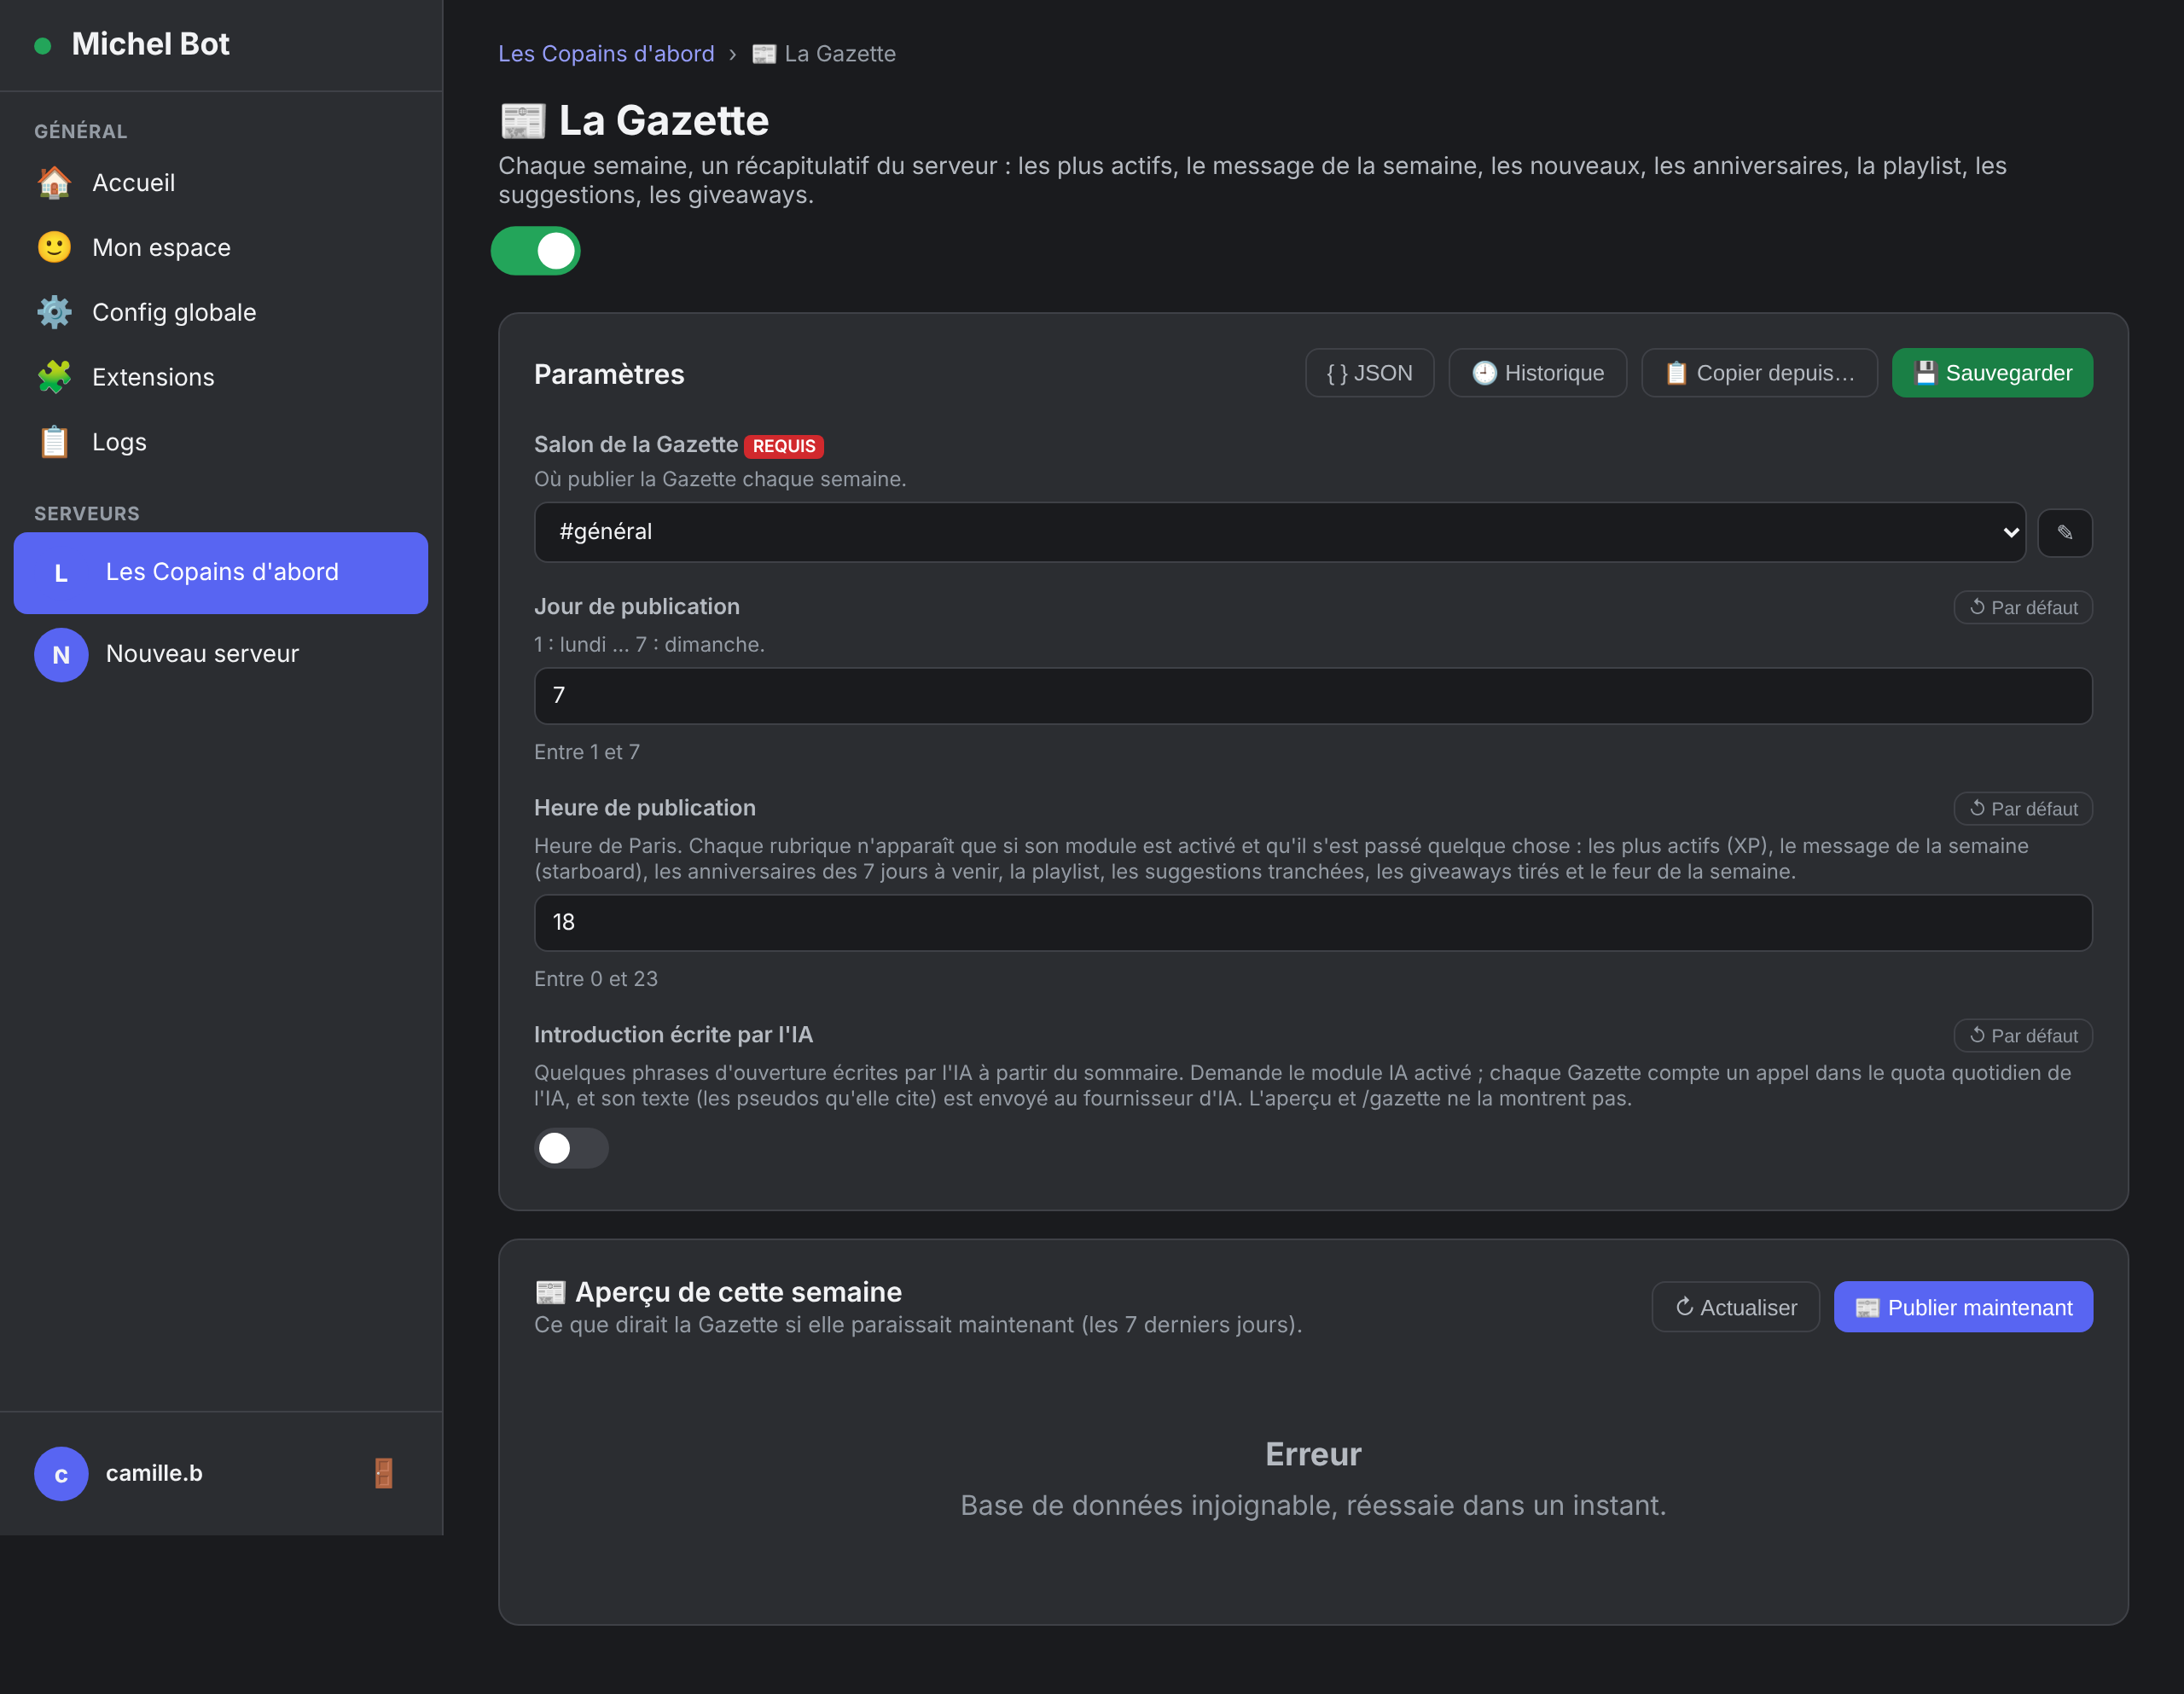 Michel Bot
GÉNÉRAL
Accueil
Mon espace
Config globale
Extensions
Logs
SERVEURS
L Les Copains d'abord
N Nouveau serveur
c camille.b
Les Copains d'abord › La Gazette
La Gazette
Chaque semaine, un récapitulatif du serveur : les plus actifs, le message de la semaine, les nouveaux, les anniversaires, la playlist, les
suggestions, les giveaways.
Paramètres
{ } JSON
Historique
Copier depuis…
Sauvegarder
Salon de la Gazette REQUIS
Où publier la Gazette chaque semaine.
#général
✎
Jour de publication
↺ Par défaut
1 : lundi … 7 : dimanche.
7
Entre 1 et 7
Heure de publication
↺ Par défaut
Heure de Paris. Chaque rubrique n'apparaît que si son module est activé et qu'il s'est passé quelque chose : les plus actifs (XP), le message de la semaine
(starboard), les anniversaires des 7 jours à venir, la playlist, les suggestions tranchées, les giveaways tirés et le feur de la semaine.
18
Entre 0 et 23
Introduction écrite par l'IA
↺ Par défaut
Quelques phrases d'ouverture écrites par l'IA à partir du sommaire. Demande le module IA activé ; chaque Gazette compte un appel dans le quota quotidien de
l'IA, et son texte (les pseudos qu'elle cite) est envoyé au fournisseur d'IA. L'aperçu et /gazette ne la montrent pas.
Aperçu de cette semaine
Ce que dirait la Gazette si elle paraissait maintenant (les 7 derniers jours).
↻ Actualiser
Publier maintenant
Erreur
Base de données injoignable, réessaie dans un instant.